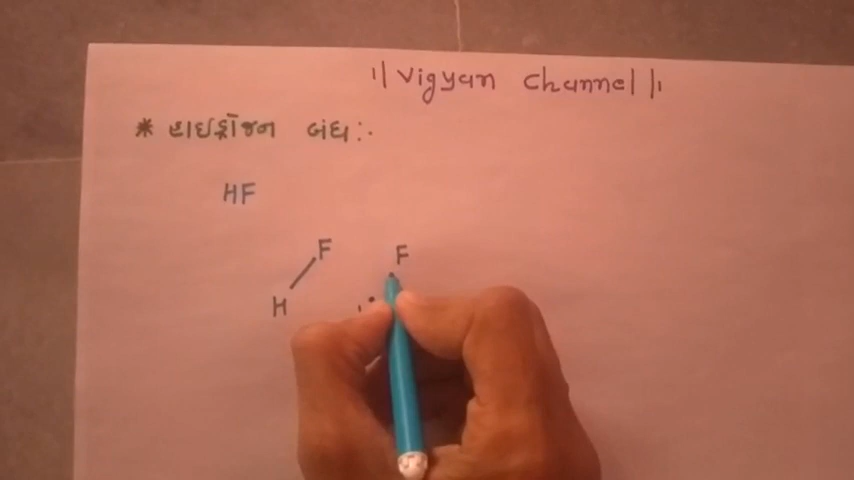 || Vigyan Channel ||
* હાઇડ્રોજન બંધ :-
HF
F F
H